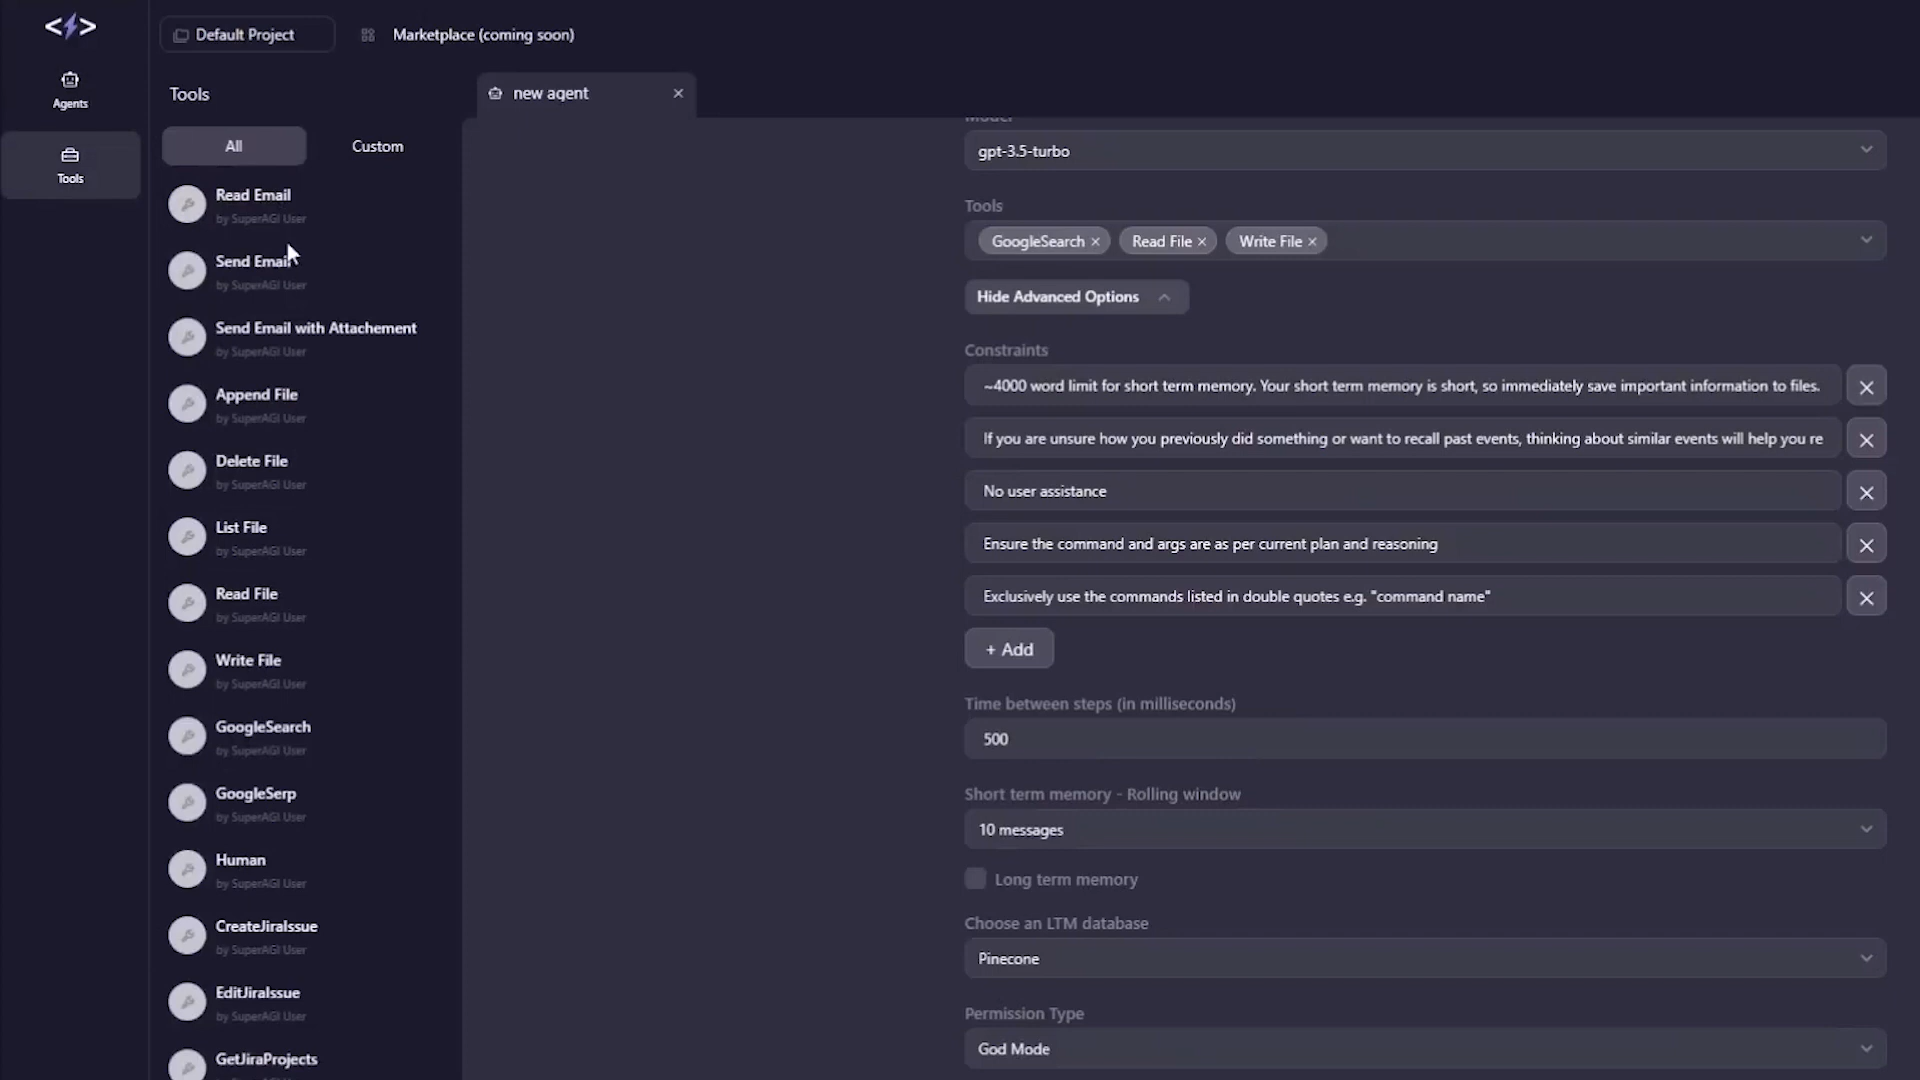 Default Project
Marketplace (coming soon)
Agents
Tools
Tools
All
Custom
Read Email
by SuperAGI User
Send Email
by SuperAGI User
Send Email with Attachement
by SuperAGI User
Append File
by SuperAGI User
Delete File
by SuperAGI User
List File
by SuperAGI User
Read File
by SuperAGI User
Write File
by SuperAGI User
GoogleSearch
by SuperAGI User
GoogleSerp
by SuperAGI User
Human
by SuperAGI User
CreateJiraIssue
by SuperAGI User
EditJiraIssue
by SuperAGI User
GetJiraProjects
new agent
Model
gpt-3.5-turbo
Tools
GoogleSearch Read File Write File
Hide Advanced Options
Constraints
~4000 word limit for short term memory. Your short term memory is short, so immediately save important information to files.
If you are unsure how you previously did something or want to recall past events, thinking about similar events will help you re
No user assistance
Ensure the command and args are as per current plan and reasoning
Exclusively use the commands listed in double quotes e.g. "command name"
+ Add
Time between steps (in milliseconds)
500
Short term memory - Rolling window
10 messages
Long term memory
Choose an LTM database
Pinecone
Permission Type
God Mode